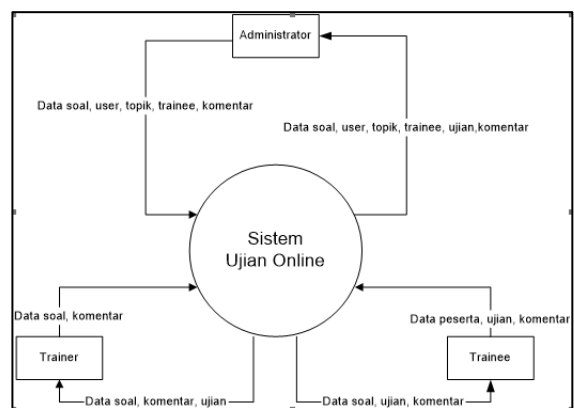 Administrator
Data soal, user, topik, trainee, komentar
Data soal, user, topik, trainee, ujian,komentar
Sistem
Ujian Online
Data soal, komentar
Data peserta, ujian, komentar
Trainer
Trainee
Data soal, komentar, ujian
Data soal, ujian, komentar